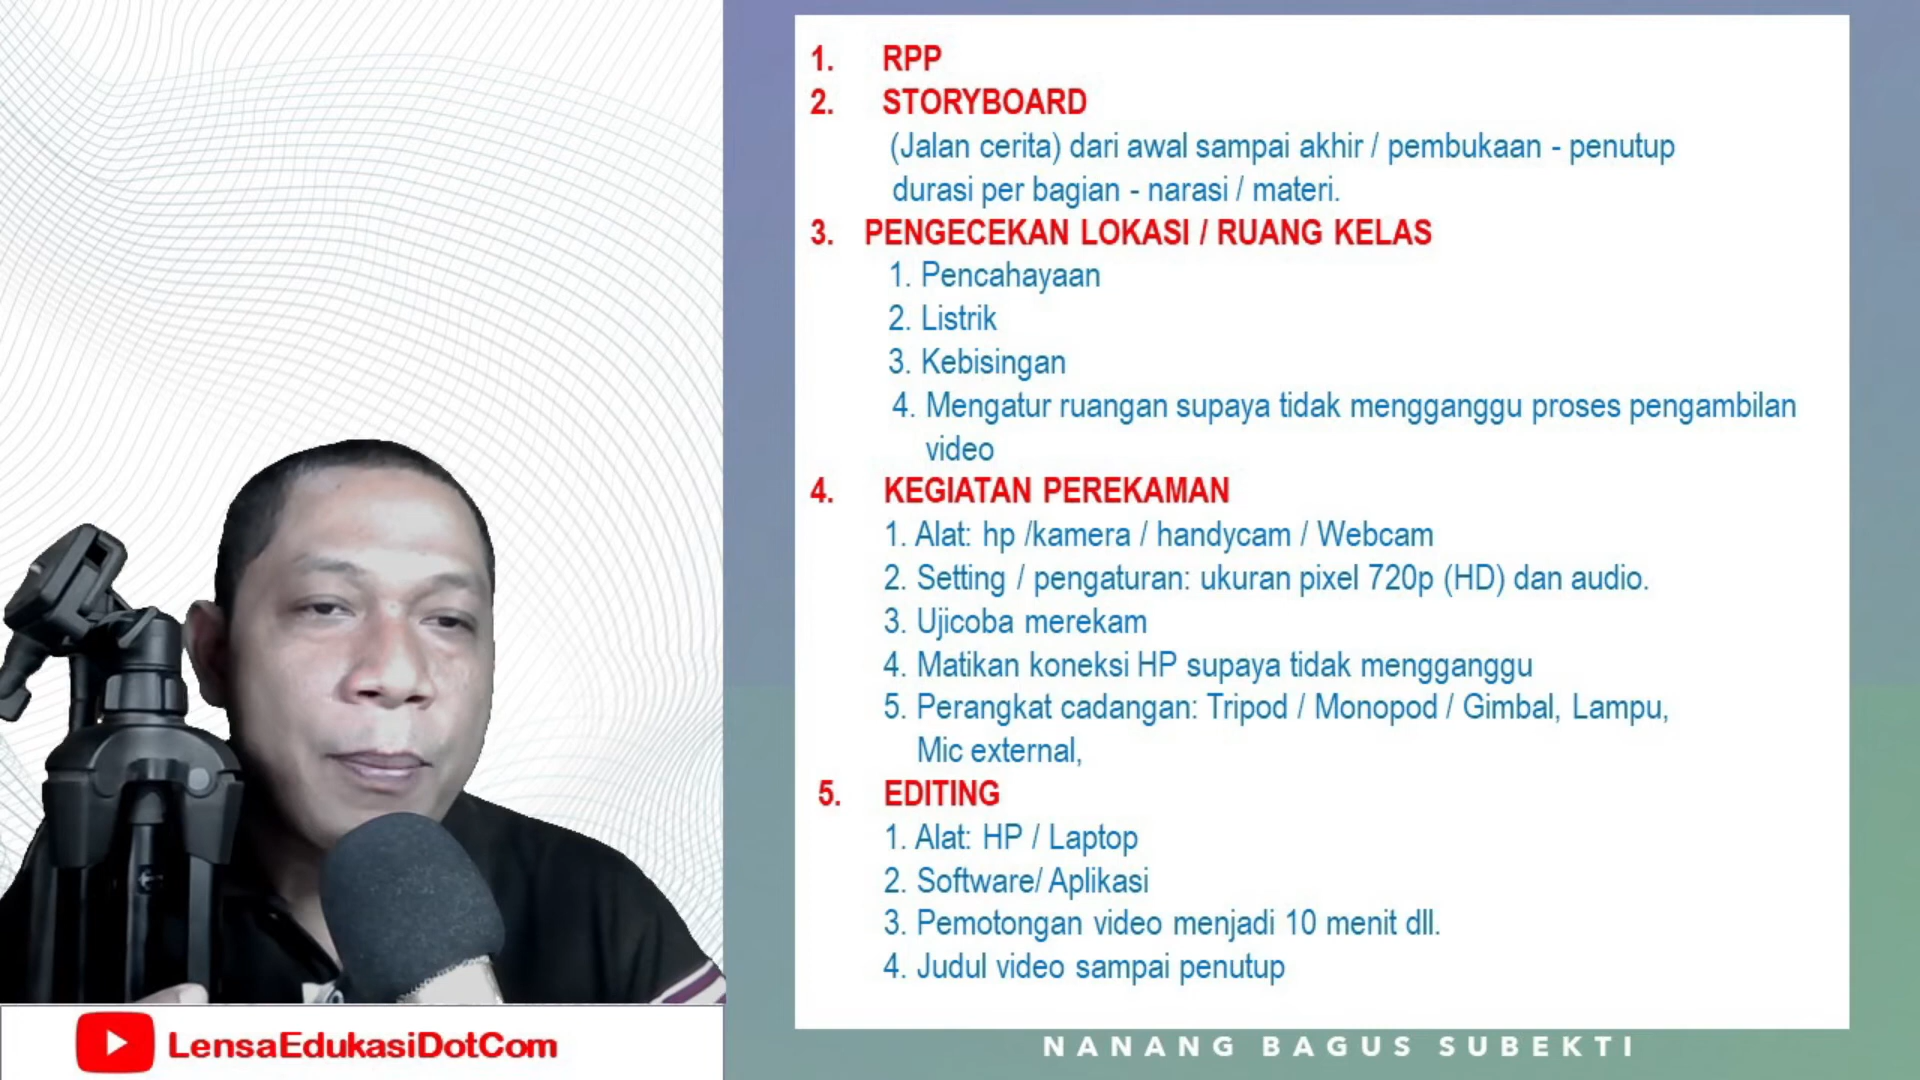 1. RPP
2. STORYBOARD
(Jalan cerita) dari awal sampai akhir / pembukaan - penutup
durasi per bagian - narasi / materi.
3. PENGECEKAN LOKASI / RUANG KELAS
1. Pencahayaan
2. Listrik
3. Kebisingan
4. Mengatur ruangan supaya tidak mengganggu proses pengambilan
video
4. KEGIATAN PEREKAMAN
1. Alat: hp /kamera / handycam / Webcam
2. Setting / pengaturan: ukuran pixel 720p (HD) dan audio.
3. Ujicoba merekam
4. Matikan koneksi HP supaya tidak mengganggu
5. Perangkat cadangan: Tripod / Monopod / Gimbal, Lampu,
Mic external,
5. EDITING
1. Alat: HP / Laptop
2. Software/ Aplikasi
3. Pemotongan video menjadi 10 menit dll.
4. Judul video sampai penutup
LensaEdukasiDotCom
NANANG BAGUS SUBEKTI